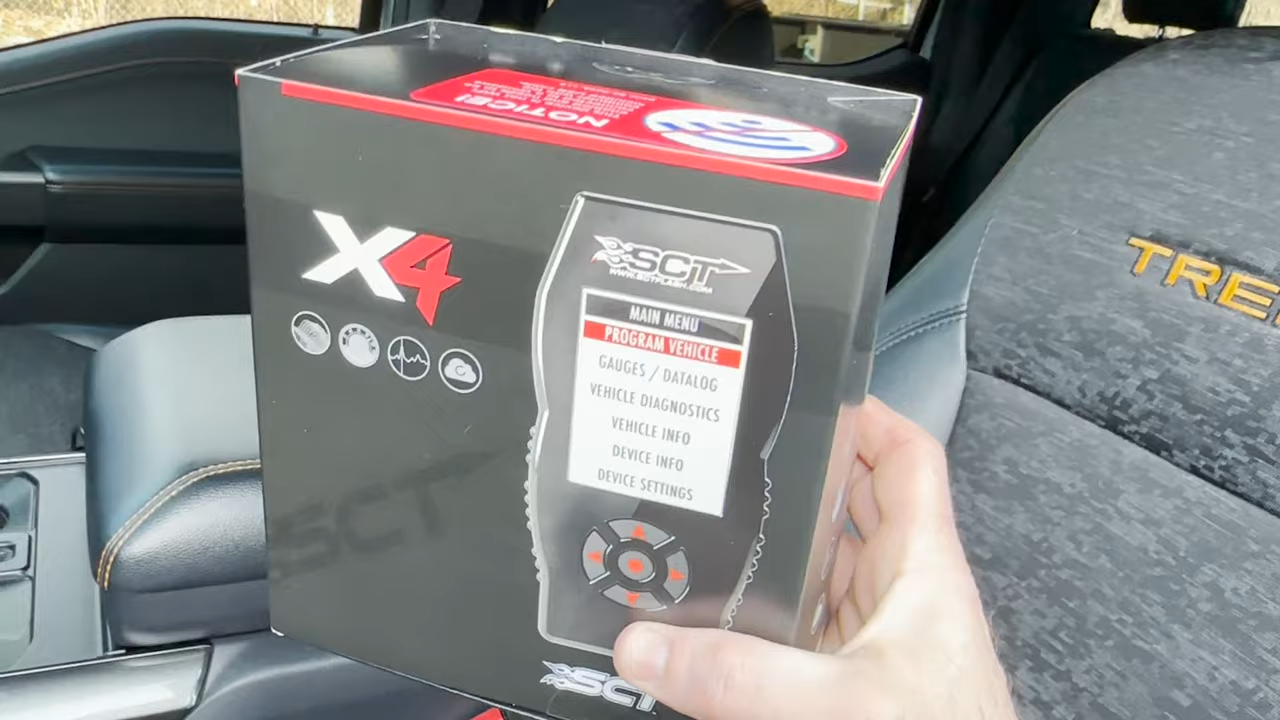 NOTICE!
X4
SCT
WWW.SCTFLASH.COM
MAIN MENU
PROGRAM VEHICLE
GAUGES / DATALOG
VEHICLE DIAGNOSTICS
VEHICLE INFO
DEVICE INFO
DEVICE SETTINGS
SCT
SCT
TRE